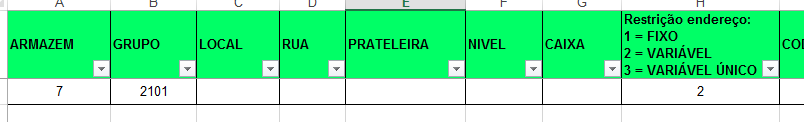 A B C D E F G H
Restrição endereço:
1 = FIXO
ARMAZEM GRUPO LOCAL RUA PRATELEIRA NIVEL CAIXA 2 = VARIÁVEL
3 = VARIÁVEL ÚNICO
7 2101 2